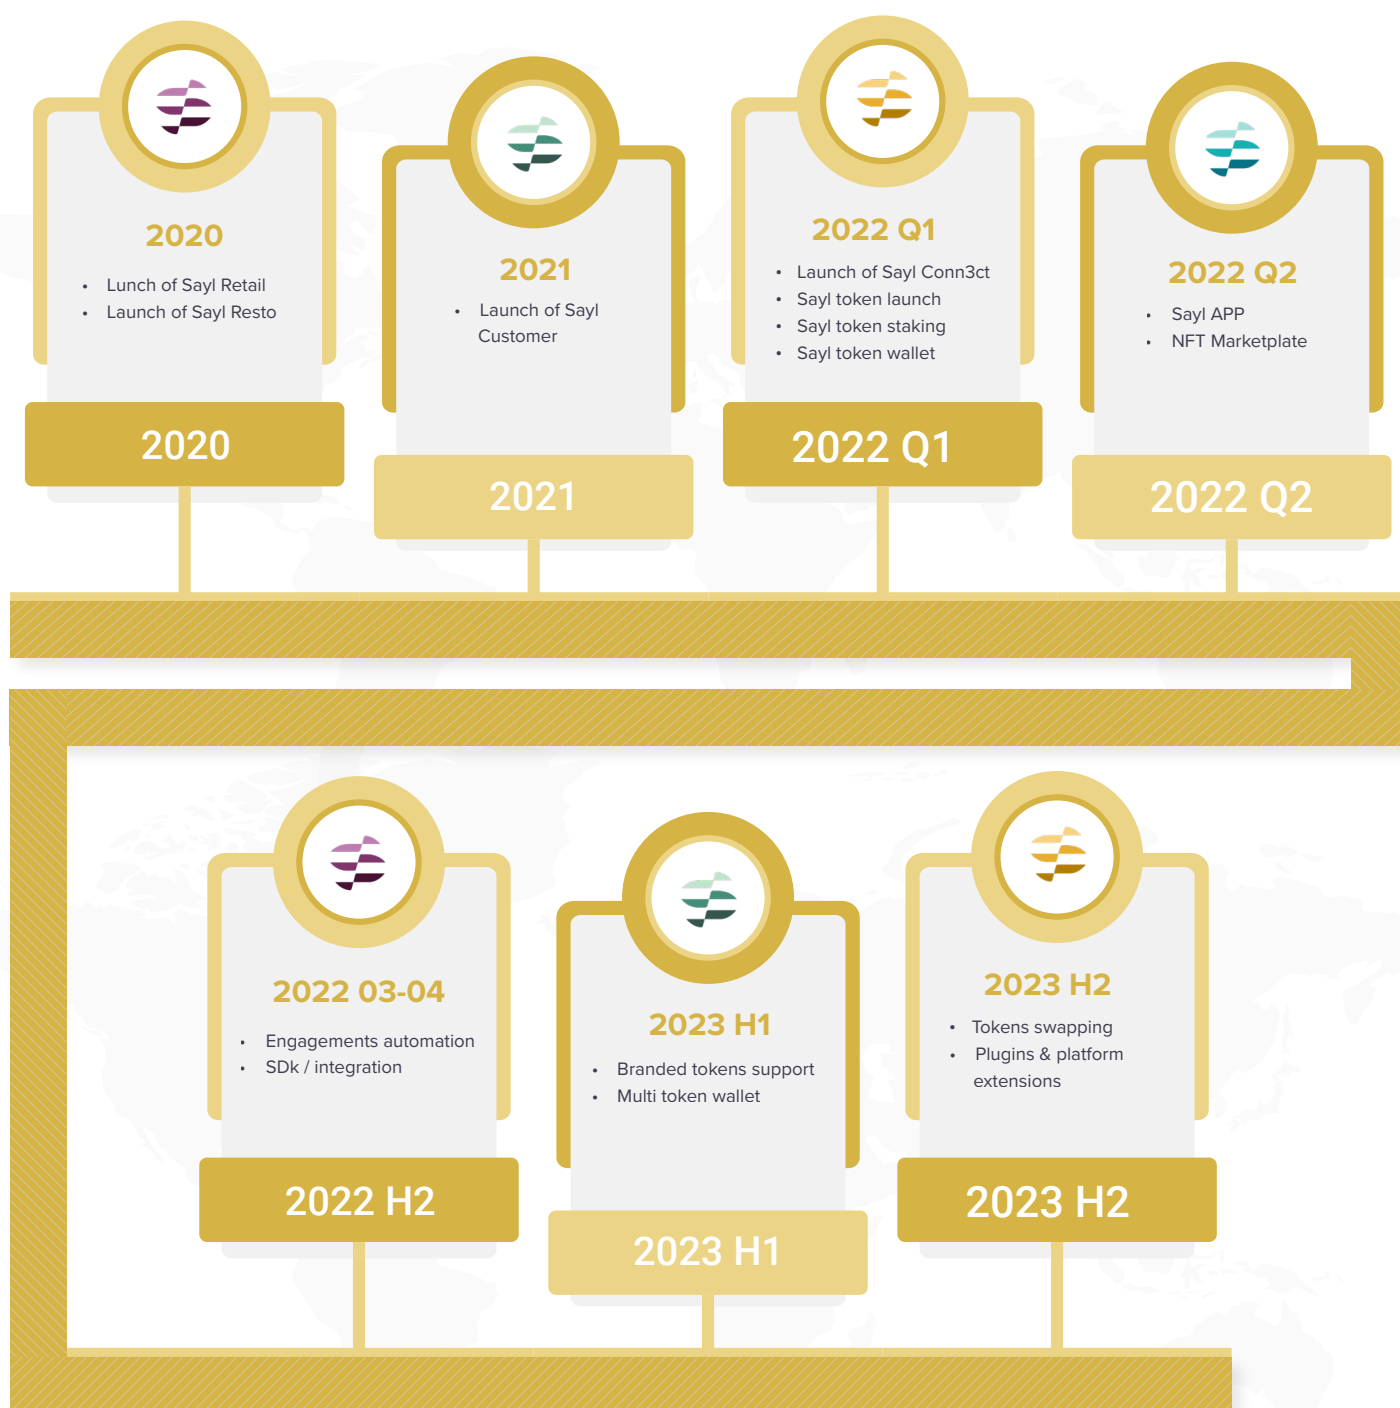 2020
• Lunch of Sayl Retail
• Launch of Sayl Resto
2020
2021
• Launch of Sayl
Customer
2021
2022 Q1
• Launch of Sayl Conn3ct
• Sayl token launch
• Sayl token staking
• Sayl token wallet
2022 Q1
2022 Q2
• Sayl APP
• NFT Marketplate
2022 Q2
2022 03-04
• Engagements automation
• SDk / integration
2022 H2
2023 H1
• Branded tokens support
• Multi token wallet
2023 H1
2023 H2
• Tokens swapping
• Plugins & platform
extensions
2023 H2